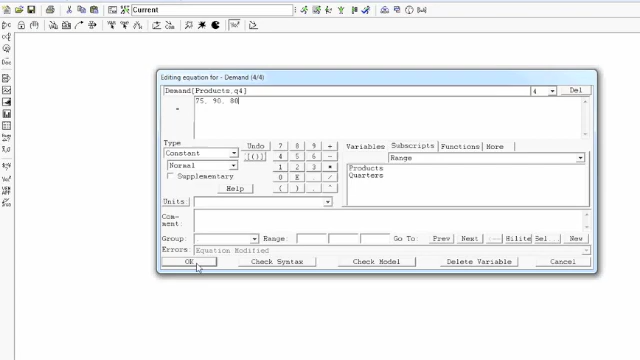 Current
Editing equation for - Demand (4/4)
Demand[Products,q4]
4
Del
75, 90, 80
=
Type
Constant
Undo
7 8 9 +
Variables Subscripts Functions More
Normal
[()]
4 5 6 -
Range
Supplementary
1 2 3 *
Products
Quarters
Help
0 E . /
( ) , ^
Units
Com-
ment:
Group:
Range:
Go To:
Prev
Next
Hilite
Sel
New
Errors:
Equation Modified
OK
Check Syntax
Check Model
Delete Variable
Cancel